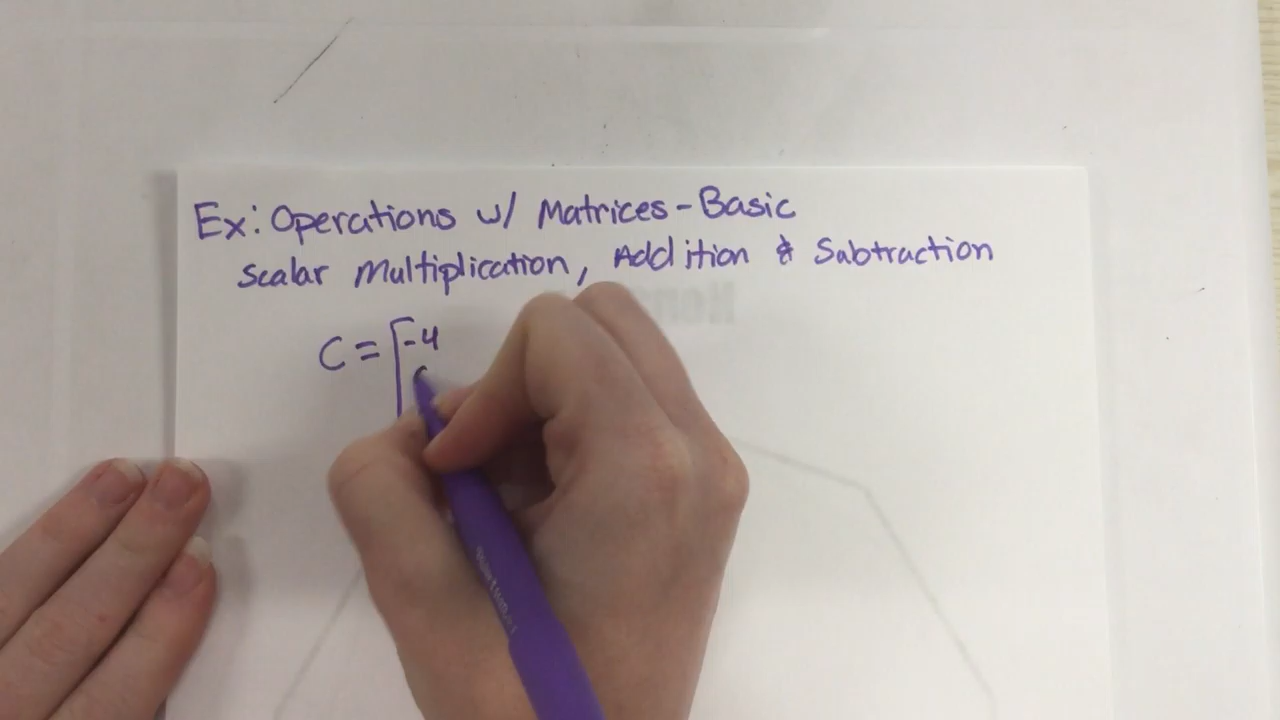 Ex: Operations w/ Matrices - Basic
Scalar Multiplication, Addition & Subtraction
C = [-4